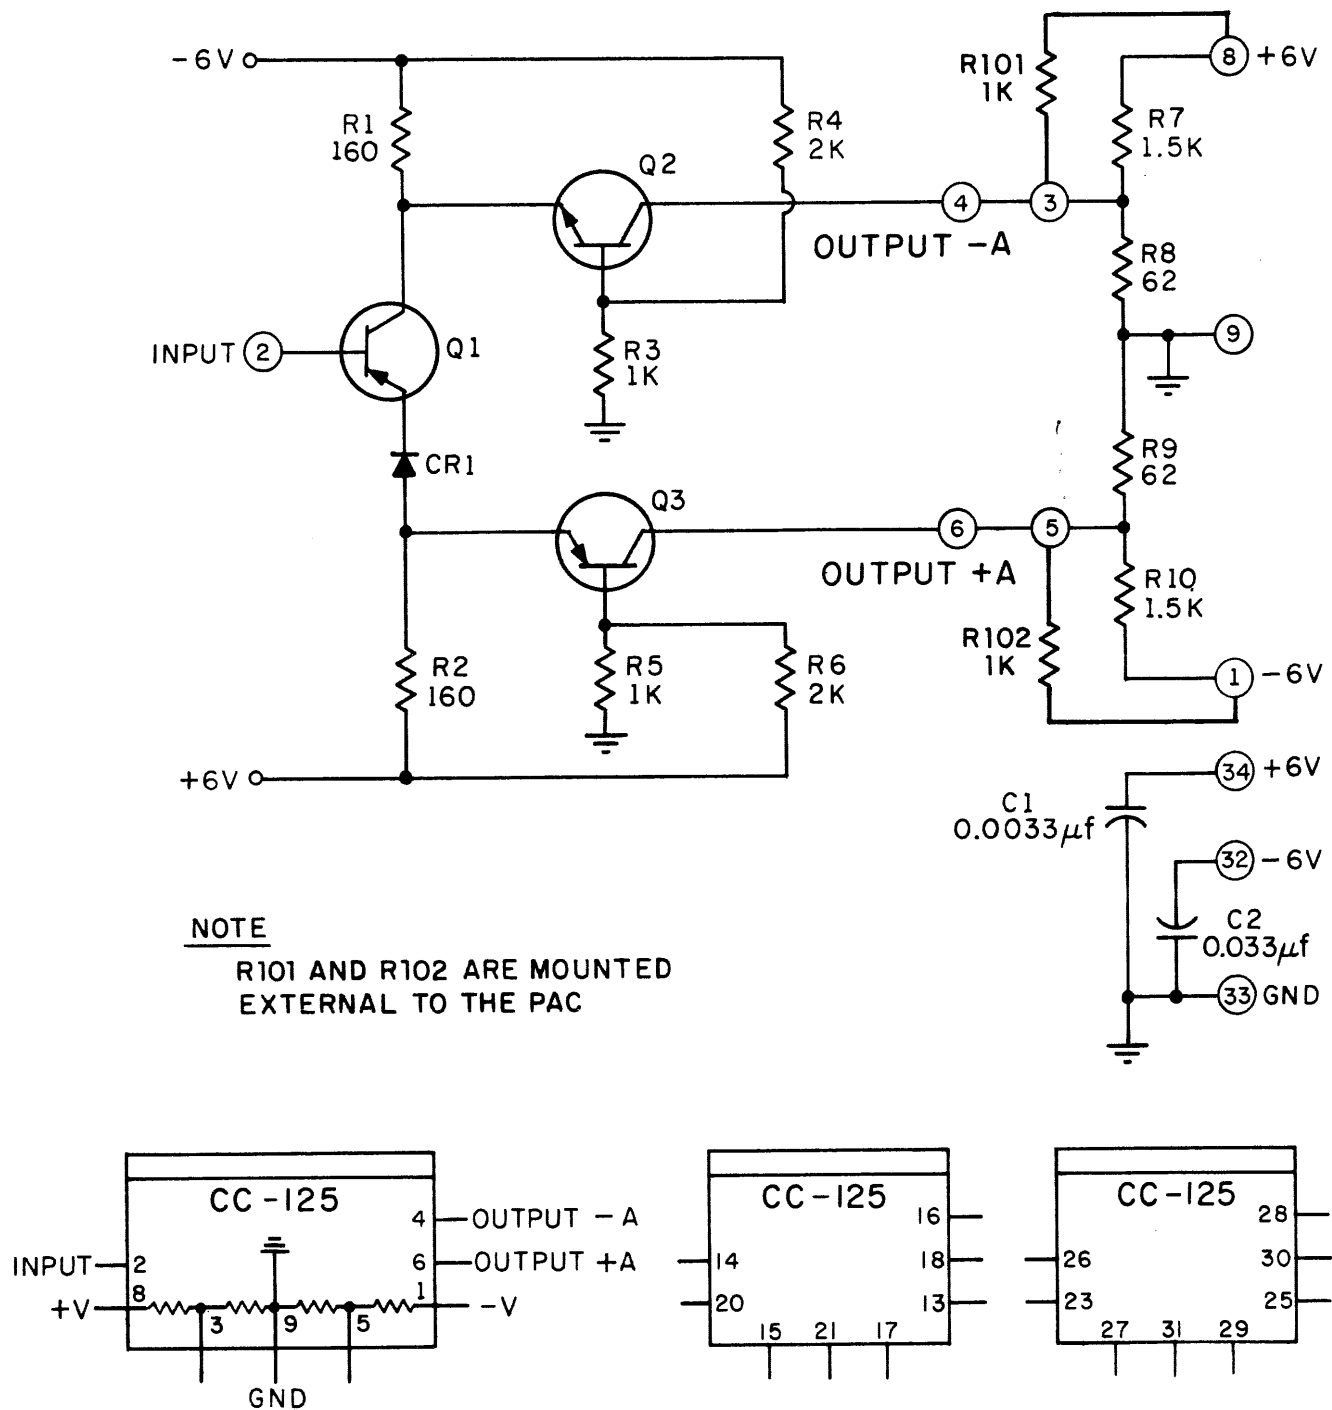 -6V
R1
160
Q2
R4
2K
R101
1K
8
+6V
R7
1.5K
4
3
OUTPUT -A
R8
62
INPUT
2
Q1
R3
1K
9
CR1
R9
62
Q3
6
5
OUTPUT +A
R10
1.5K
R2
160
R5
1K
R6
2K
R102
1K
1
-6V
+6V
34
+6V
C1
0.0033µf
32
-6V
C2
0.033µf
33
GND
NOTE
R101 AND R102 ARE MOUNTED
EXTERNAL TO THE PAC
CC-125
4
OUTPUT -A
INPUT
2
6
OUTPUT +A
+V
8
1
-V
3
9
5
GND
CC-125
16
14
18
20
13
15
21
17
CC-125
28
26
30
23
25
27
31
29